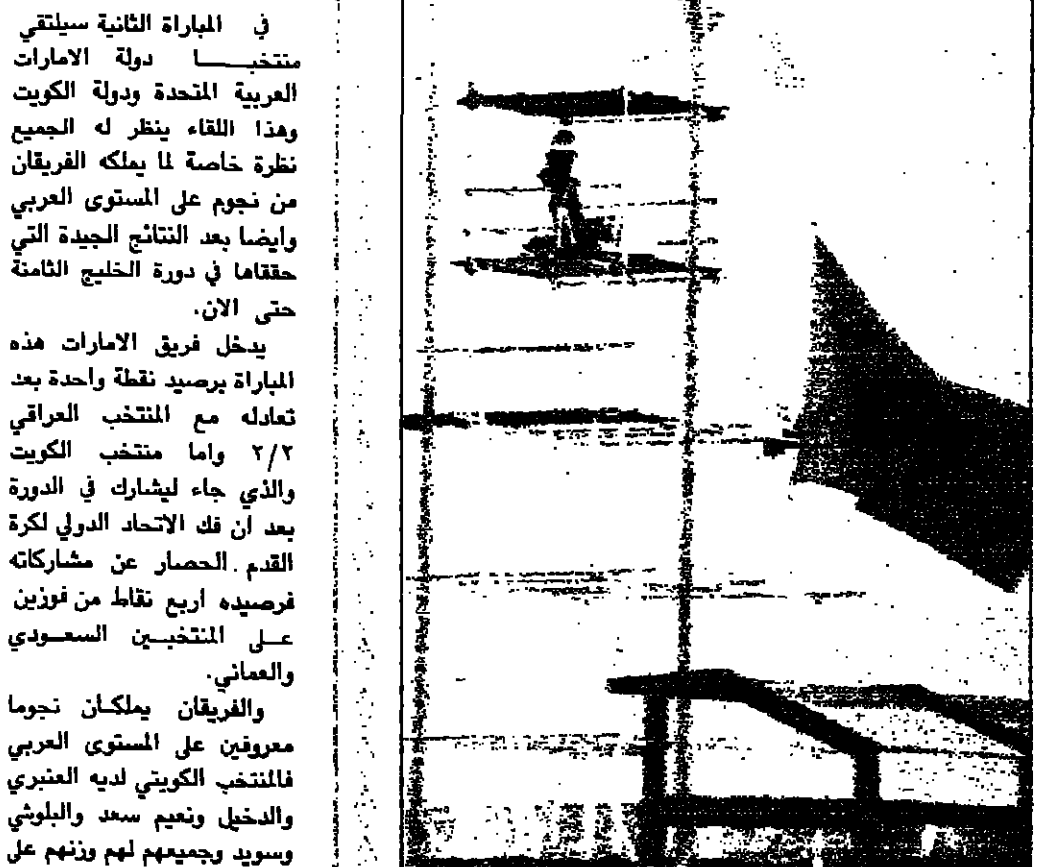 في المباراة الثانية سيلتقي
منتخبـــا دولة الامارات
العربية المتحدة ودولة الكويت
وهذا اللقاء ينظر له الجميع
نظرة خاصة لما يملكه الفريقان
من نجوم على المستوى العربي
وايضا بعد النتائج الجيدة التي
حققاها في دورة الخليج الثامنة
حتى الان.
يدخل فريق الامارات هذه
المباراة برصيد نقطة واحدة بعد
تعادله مع المنتخب العراقي
٢/٢ واما منتخب الكويت
والذي جاء ليشارك في الدورة
بعد ان فك الاتحاد الدولي لكرة
القدم الحصار عن مشاركاته
فرصيده اربع نقاط من فوزين
عــلى المنتخبــين السعــودي
والعماني.
والفريقان يملكــان نجوما
معروفين على المستوى العربي
فالمنتخب الكويتي لديه العنبري
والدخيل ونعيم سعد والبلوشي
وسويد وجميعهم لهم وزنهم على